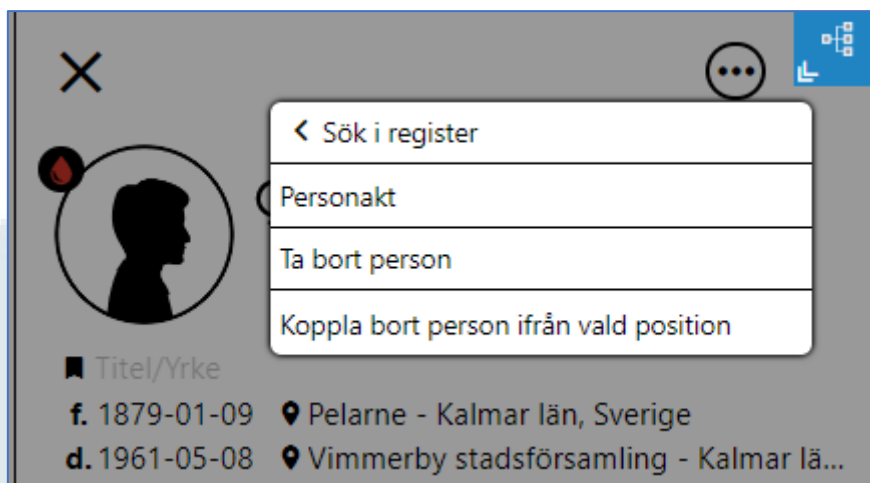 Sök i register
Personakt
Ta bort person
Koppla bort person ifrån vald position
Titel/Yrke
f. 1879-01-09 Pelarne - Kalmar län, Sverige
d. 1961-05-08 Vimmerby stadsförsamling - Kalmar lä...